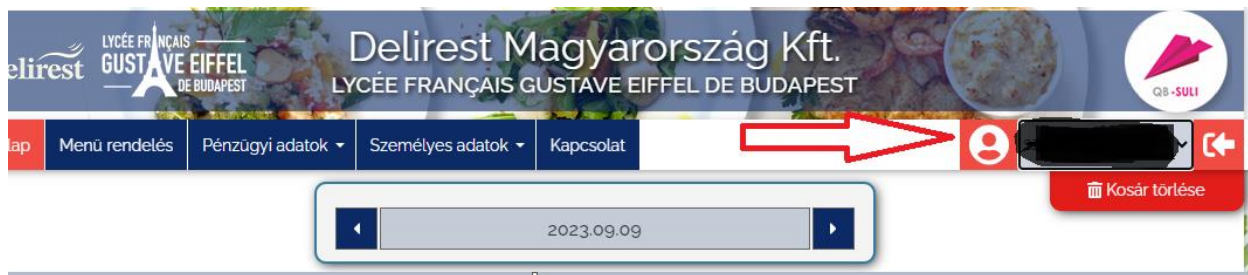 elirest
LYCÉE FRANÇAIS
GUSTAVE EIFFEL
DE BUDAPEST
Delirest Magyarország Kft.
LYCÉE FRANÇAIS GUSTAVE EIFFEL DE BUDAPEST
QB-SULI
lap Menü rendelés Pénzügyi adatok Személyes adatok Kapcsolat
Kosár törlése
2023.09.09